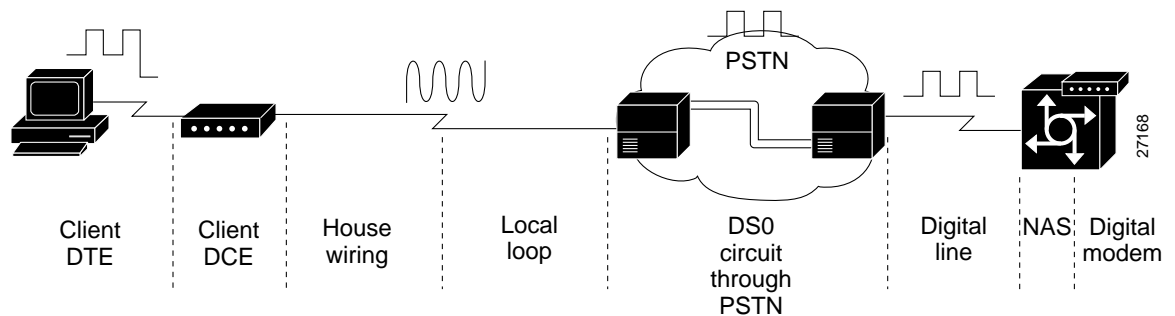 PSTN
27168
Client
DTE
Client
DCE
House
wiring
Local
loop
DS0
circuit
through
PSTN
Digital
line
NAS
Digital
modem